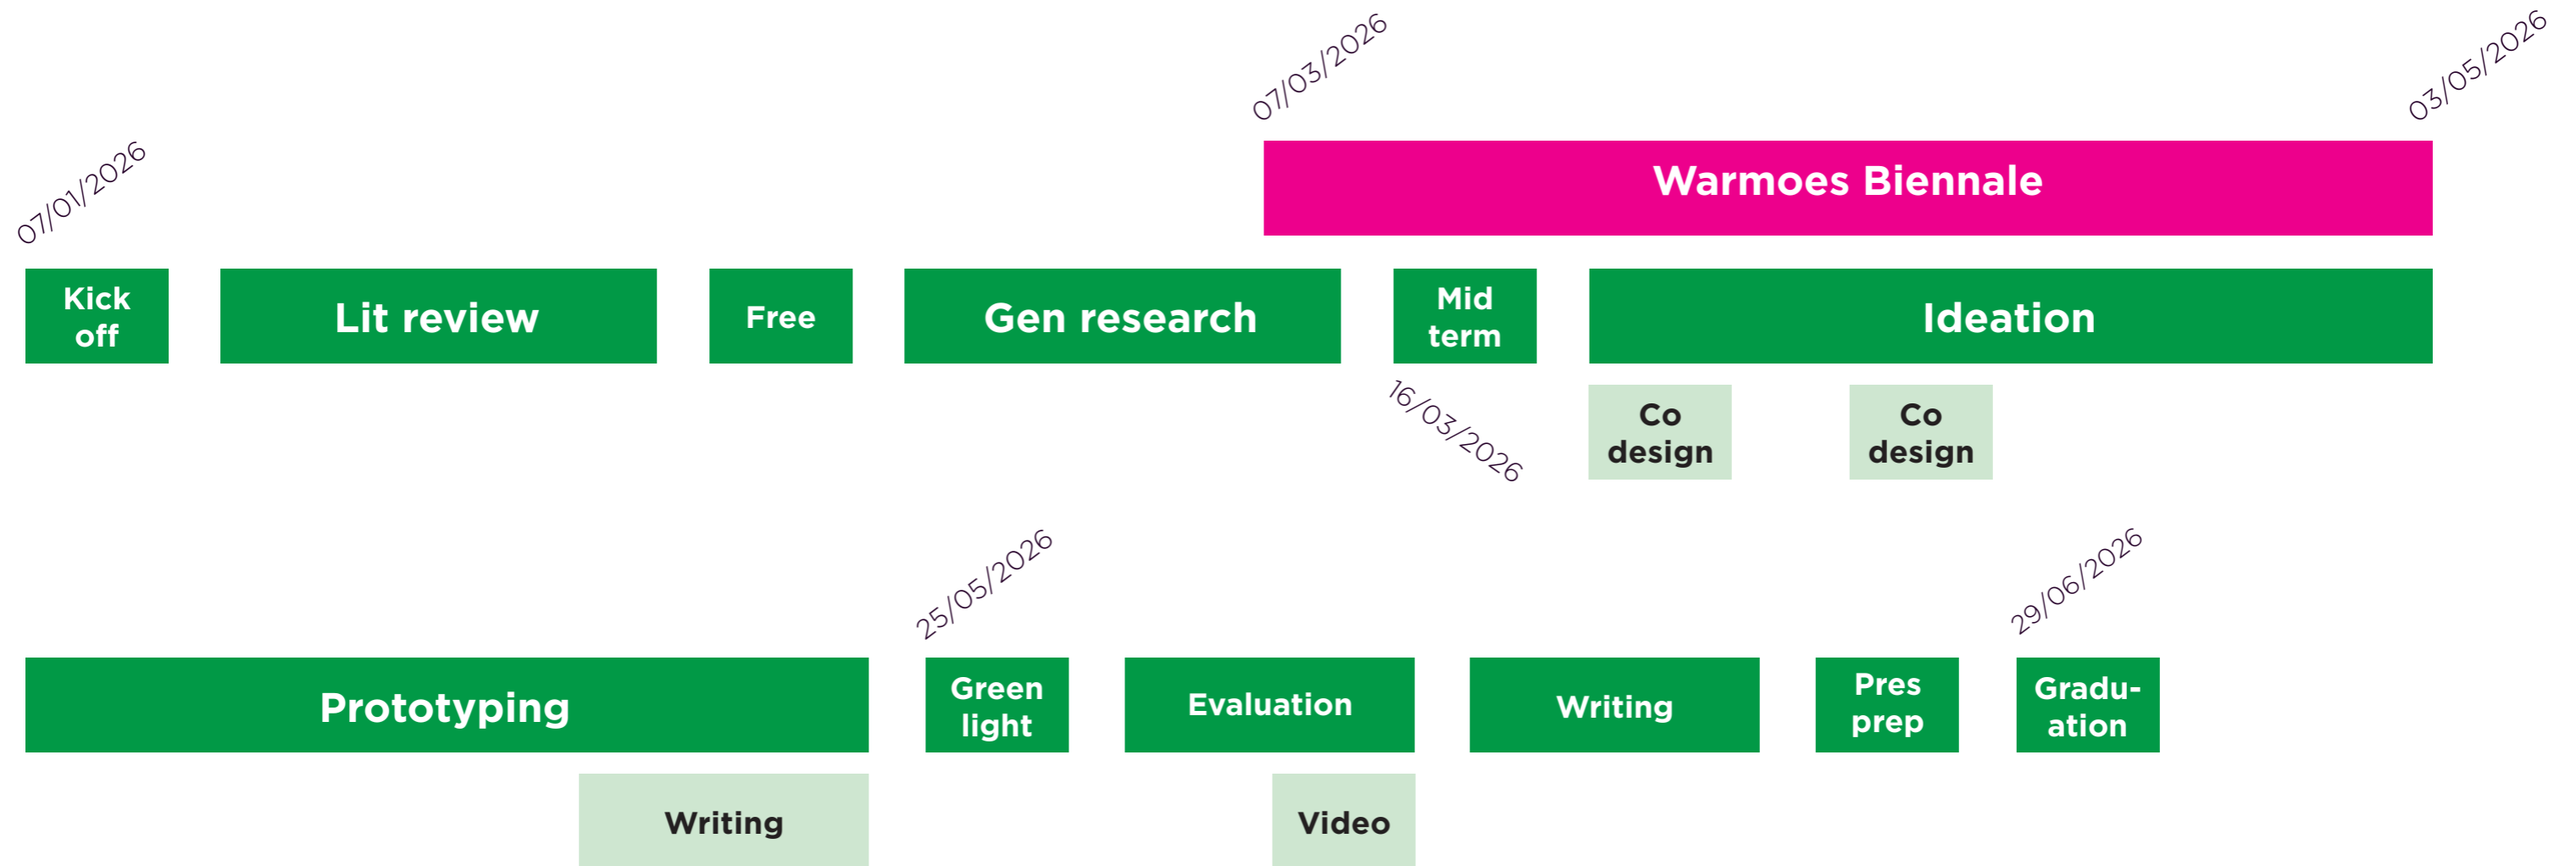 07/03/2026
03/05/2026
Warmoes Biennale
07/01/2026
Kick
off
Lit review
Free
Gen research
Mid
term
Ideation
16/03/2026
Co
design
Co
design
25/05/2026
29/06/2026
Prototyping
Green
light
Evaluation
Writing
Pres
prep
Gradu-
ation
Writing
Video